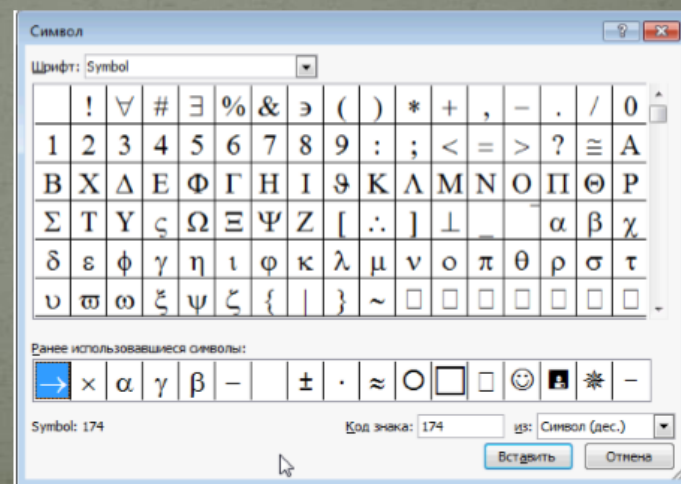 Символ
Шрифт: Symbol
! ∀ # ∃ % & ∍ ( ) * + , − . / 0
1 2 3 4 5 6 7 8 9 : ; < = > ? ≅ Α
Β Χ Δ Ε Φ Γ Η Ι ϑ Κ Λ Μ Ν Ο Π Θ Ρ
Σ Τ Υ ς Ω Ξ Ψ Ζ [ ∴ ] ⊥ _ ‾ α β χ
δ ε ϕ γ η ι φ κ λ μ ν ο π θ ρ σ τ
υ ϖ ω ξ ψ ζ { | } ~ □ □ □ □ □ □ □
Ранее использовавшиеся символы:
→ × α γ β − ± · ≈ ○ □ □ ☺ −
Symbol: 174 Код знака: 174 из: Символ (дес.)
Вставить Отмена